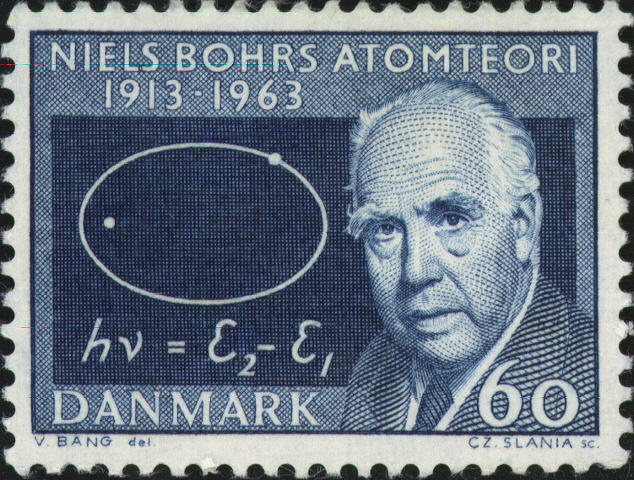 NIELS BOHRS ATOMTEORI
1913-1963
hν = ℰ₂-ℰ₁
DANMARK
60
V. BANG del.
CZ. SLANIA sc.